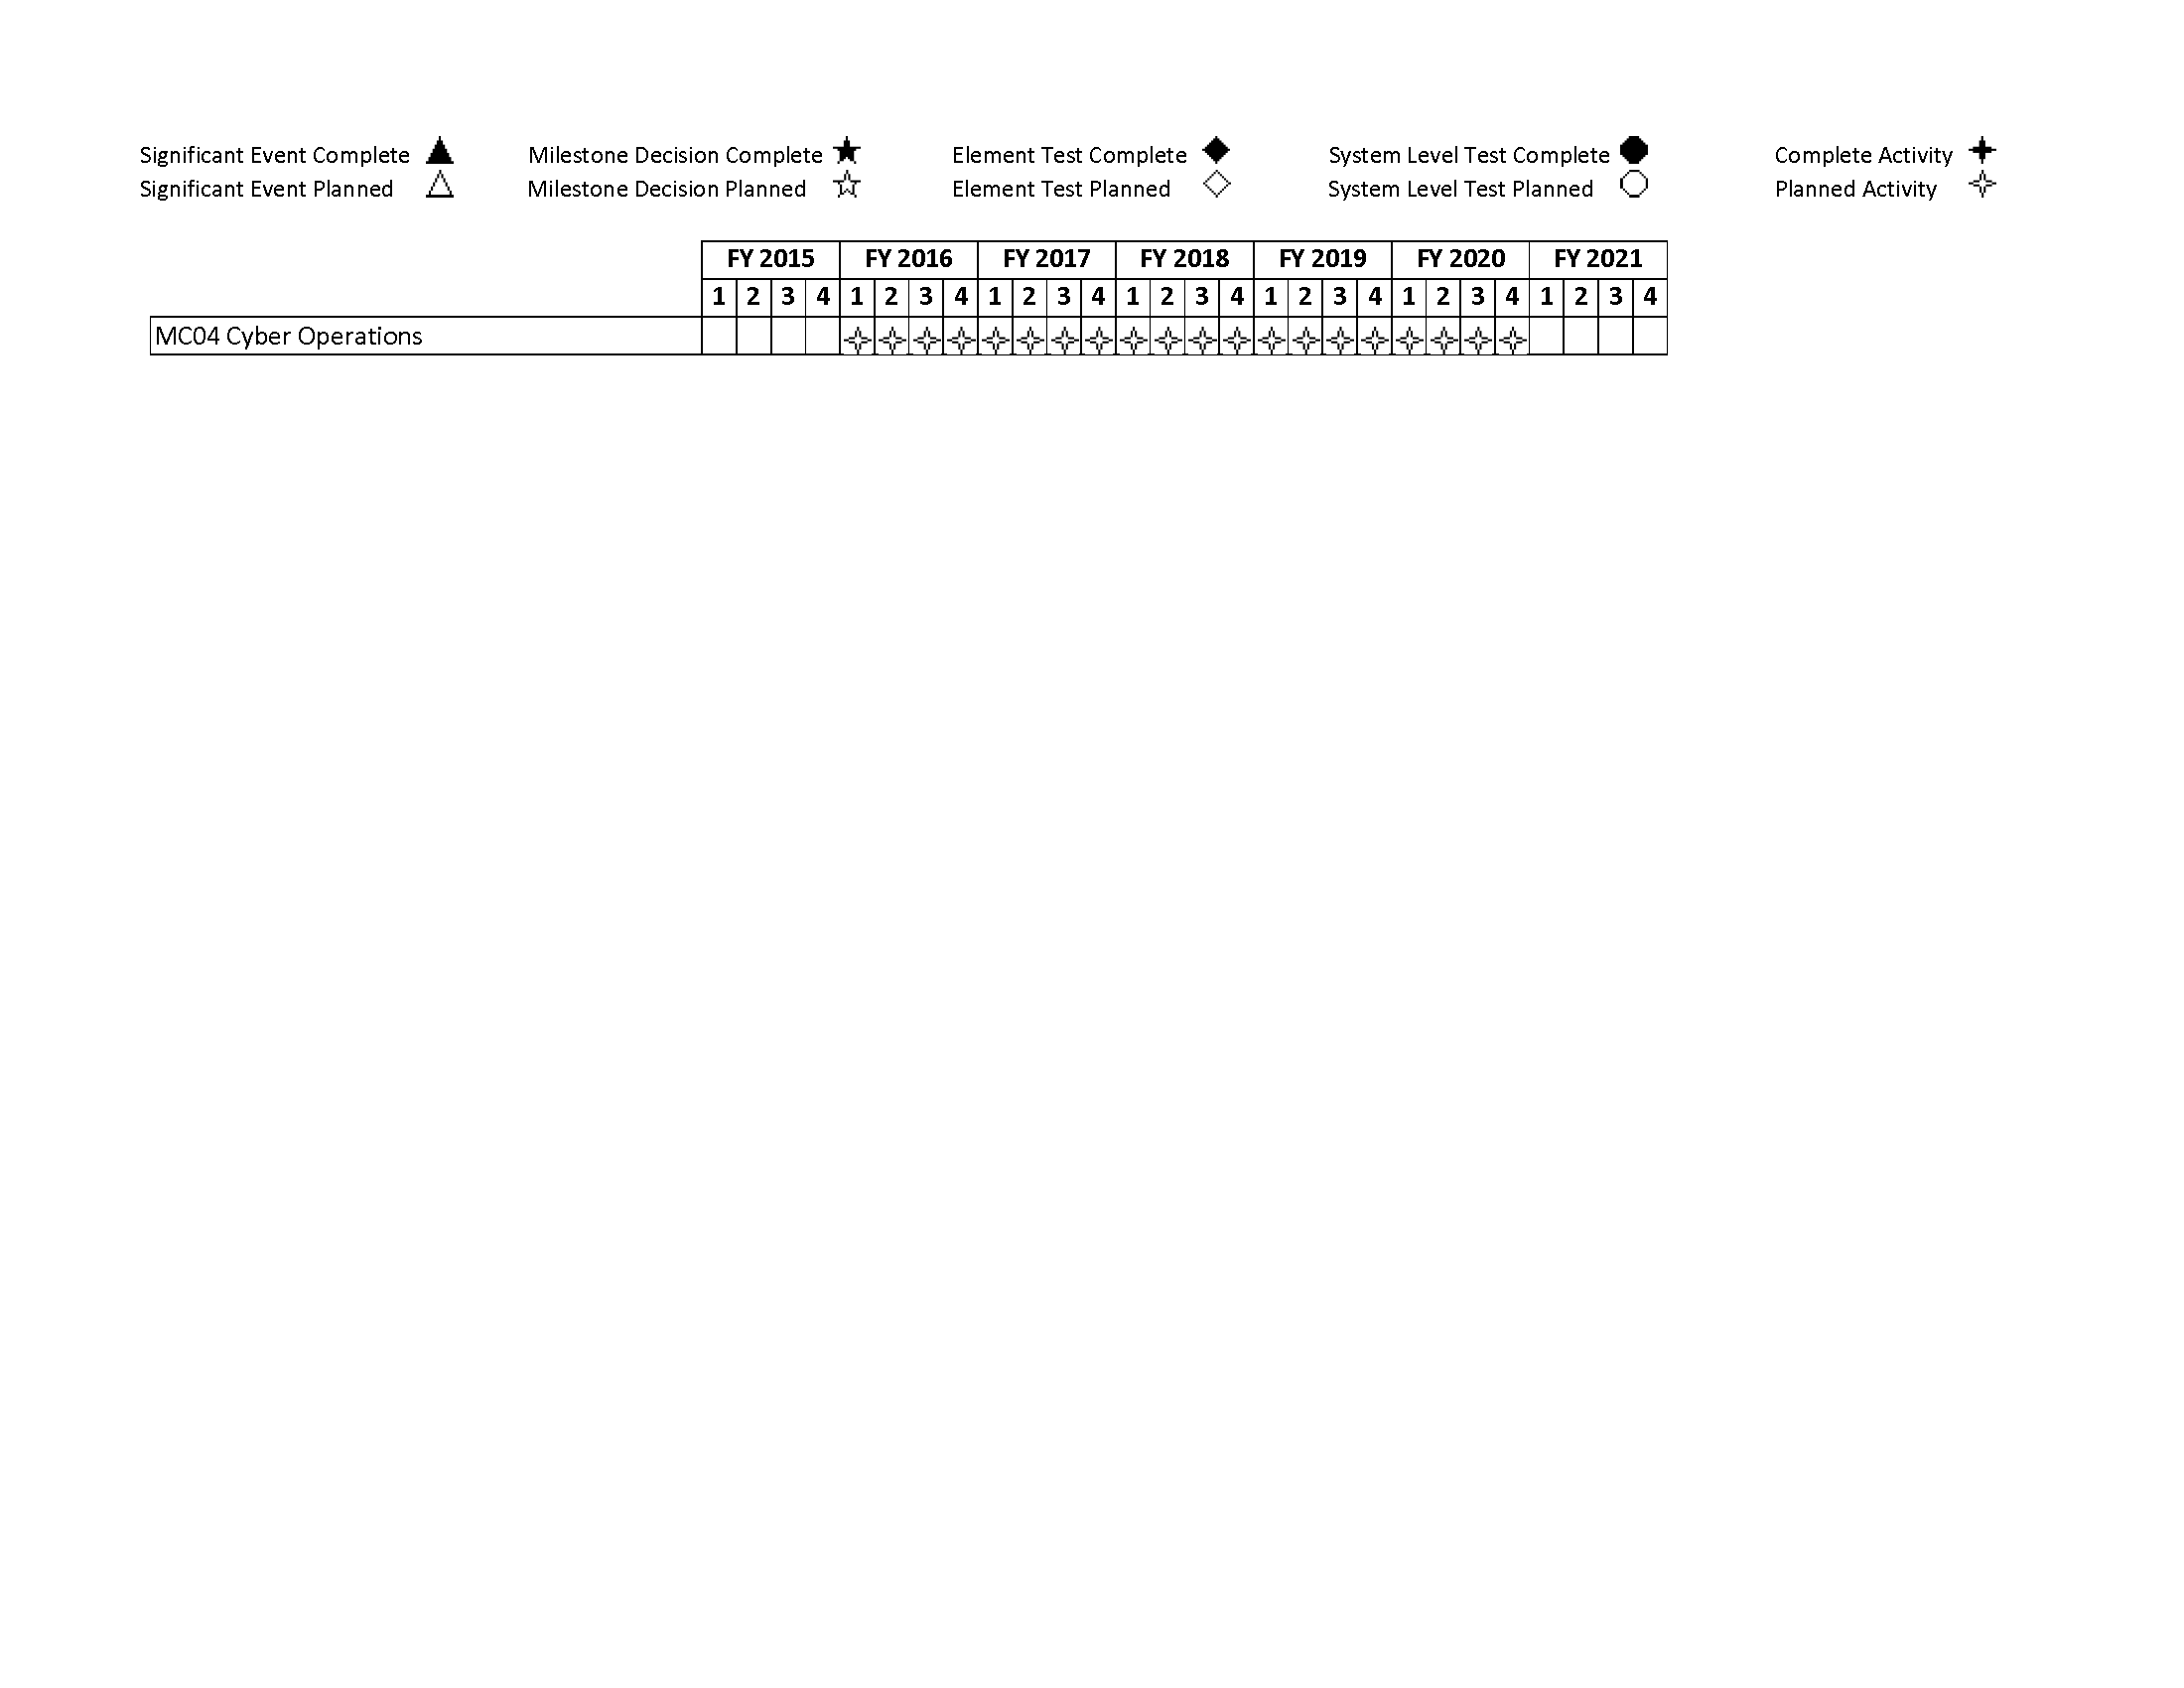 Significant Event Complete Milestone Decision Complete Element Test Complete System Level Test Complete Complete Activity
Significant Event Planned Milestone Decision Planned Element Test Planned System Level Test Planned Planned Activity
FY 2015 FY 2016 FY 2017 FY 2018 FY 2019 FY 2020 FY 2021
1 2 3 4 1 2 3 4 1 2 3 4 1 2 3 4 1 2 3 4 1 2 3 4 1 2 3 4
MC04 Cyber Operations